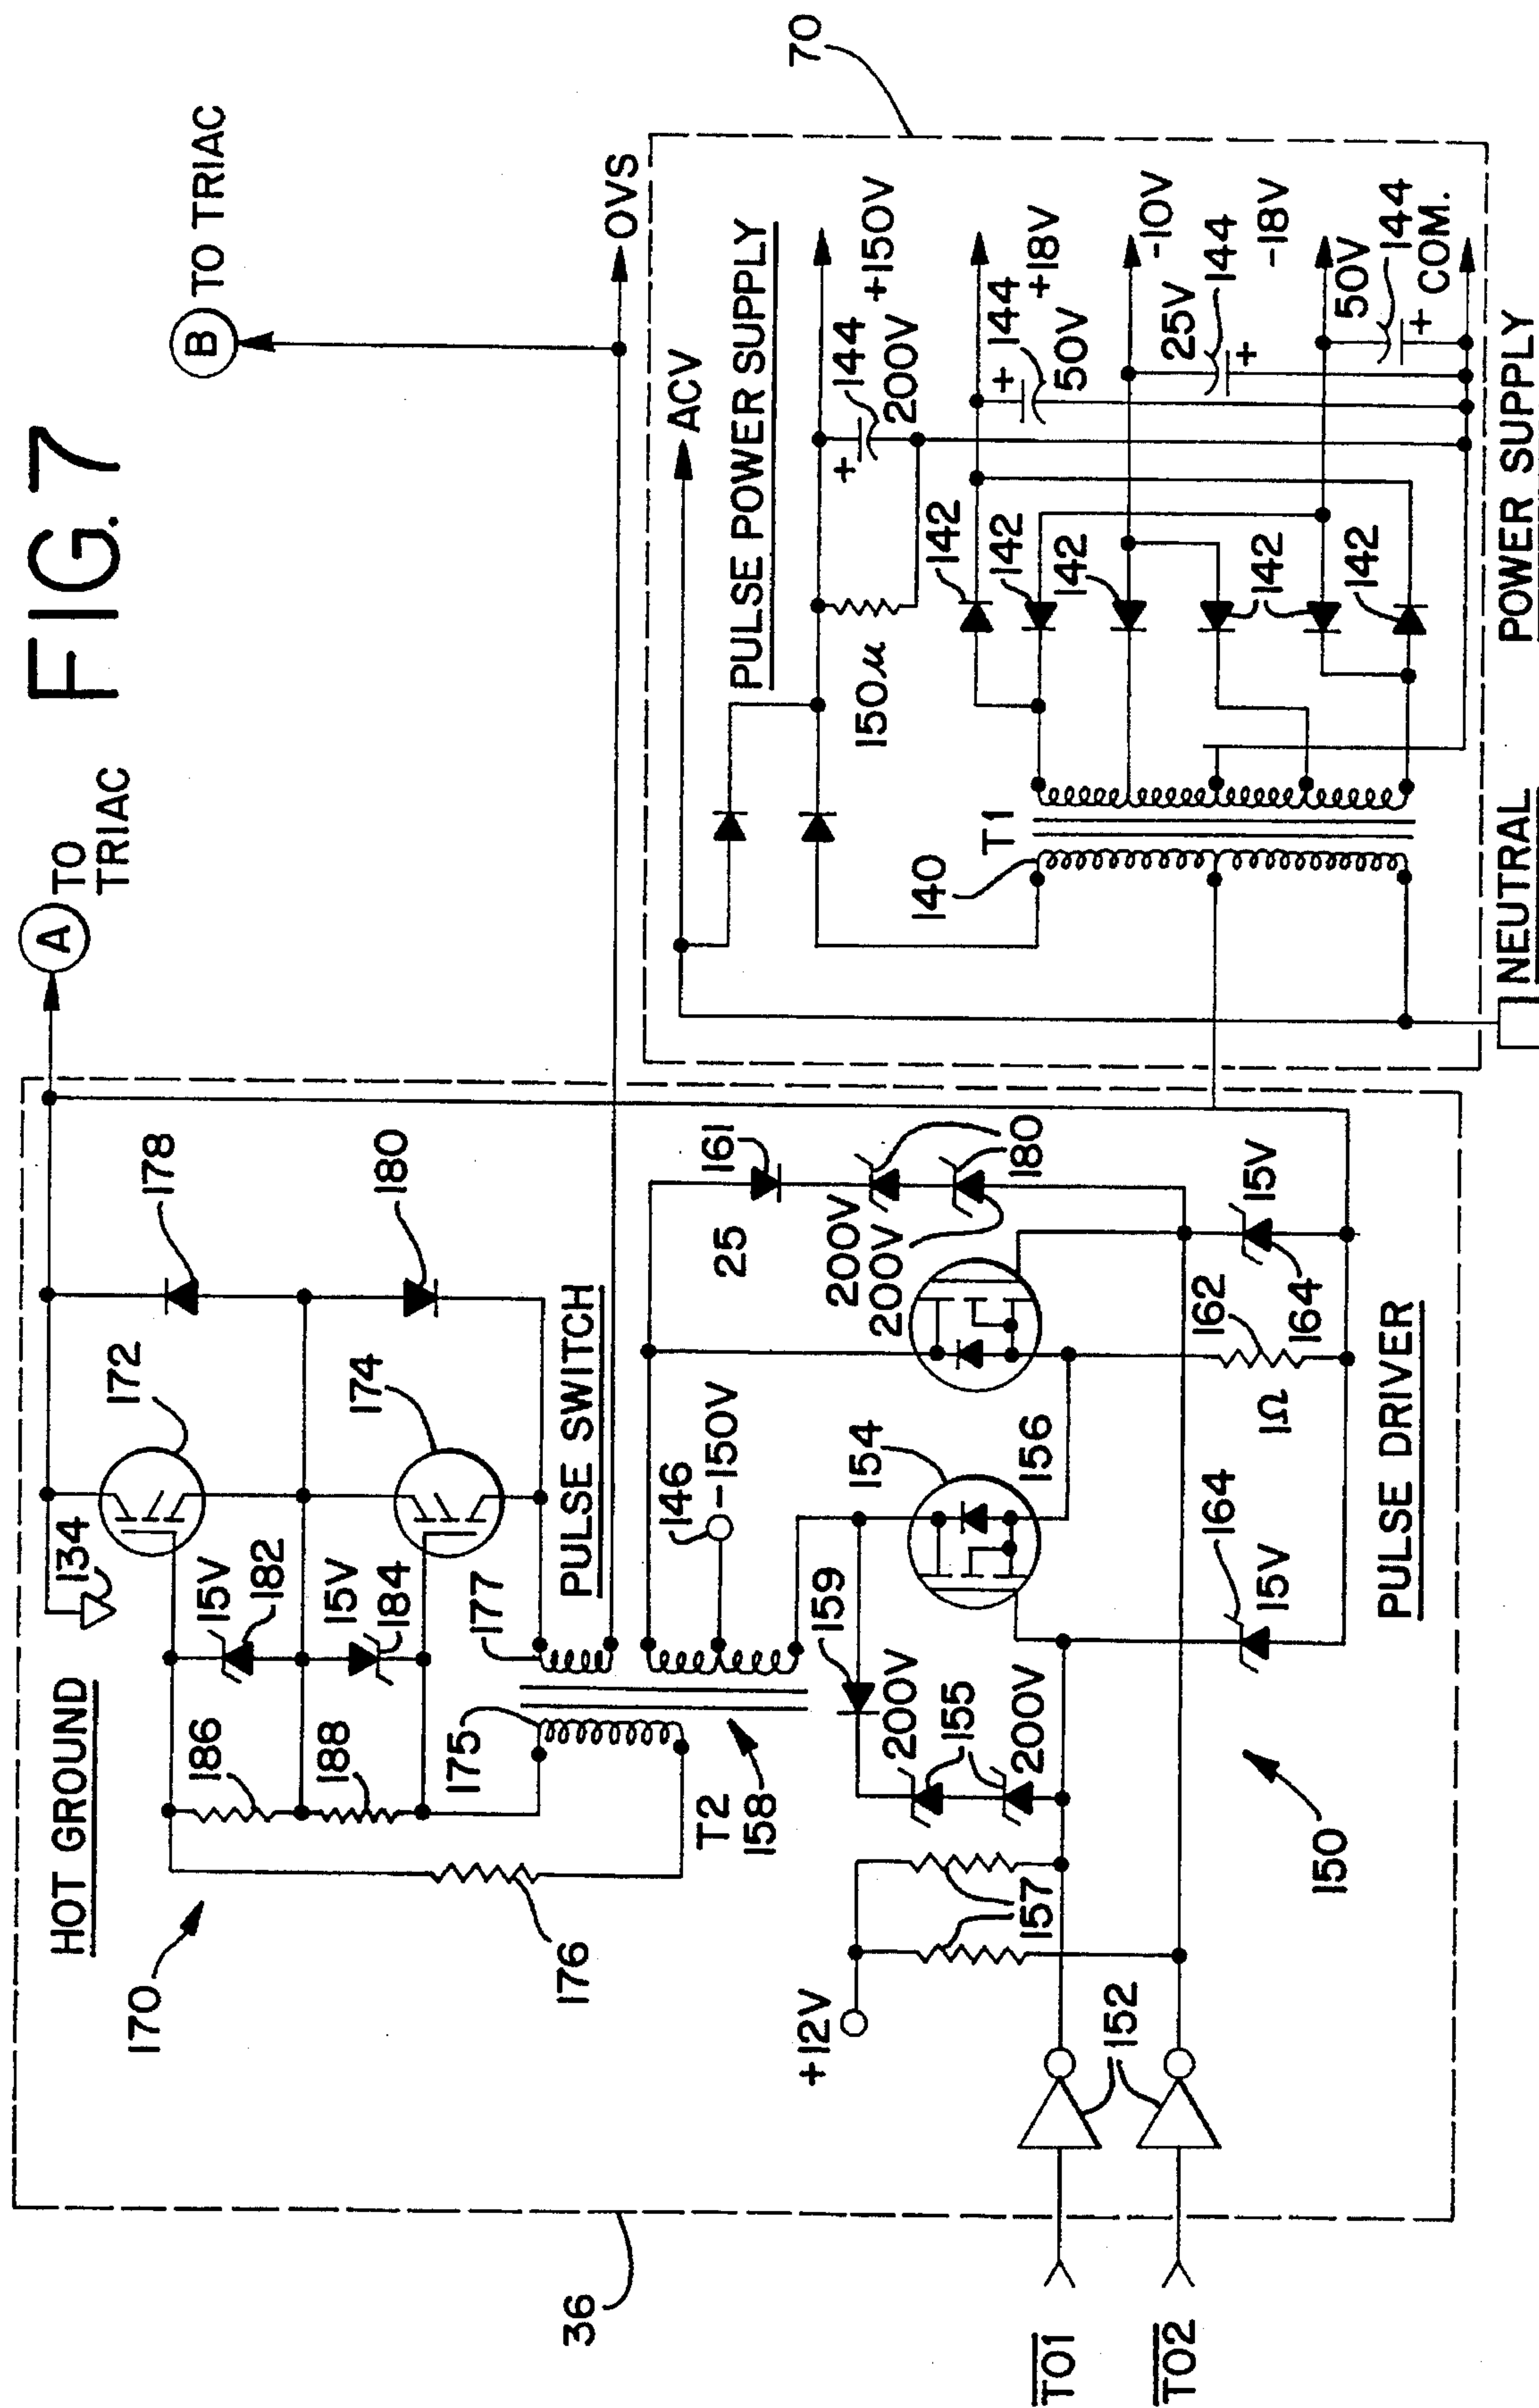 FIG. 7
HOT GROUND
134
172
178
A
TO
TRIAC
B
TO TRIAC
170
186
15V
182
188
15V
184
174
180
176
175
177
PULSE SWITCH
OVS
70
T2
158
146
-150V
25
161
ACV
PULSE POWER SUPPLY
+12V
157
200V
155
200V
159
154
156
200V
200V
180
150μ
+
144
200V
+150V
152
164
15V
1Ω
162
164
15V
140
T1
142
142
142
142
142
+
144
50V
+18V
-10V
25V
144
+
-18V
50V
144
+
COM.
150
PULSE DRIVER
NEUTRAL
POWER SUPPLY
36
TO1
TO2